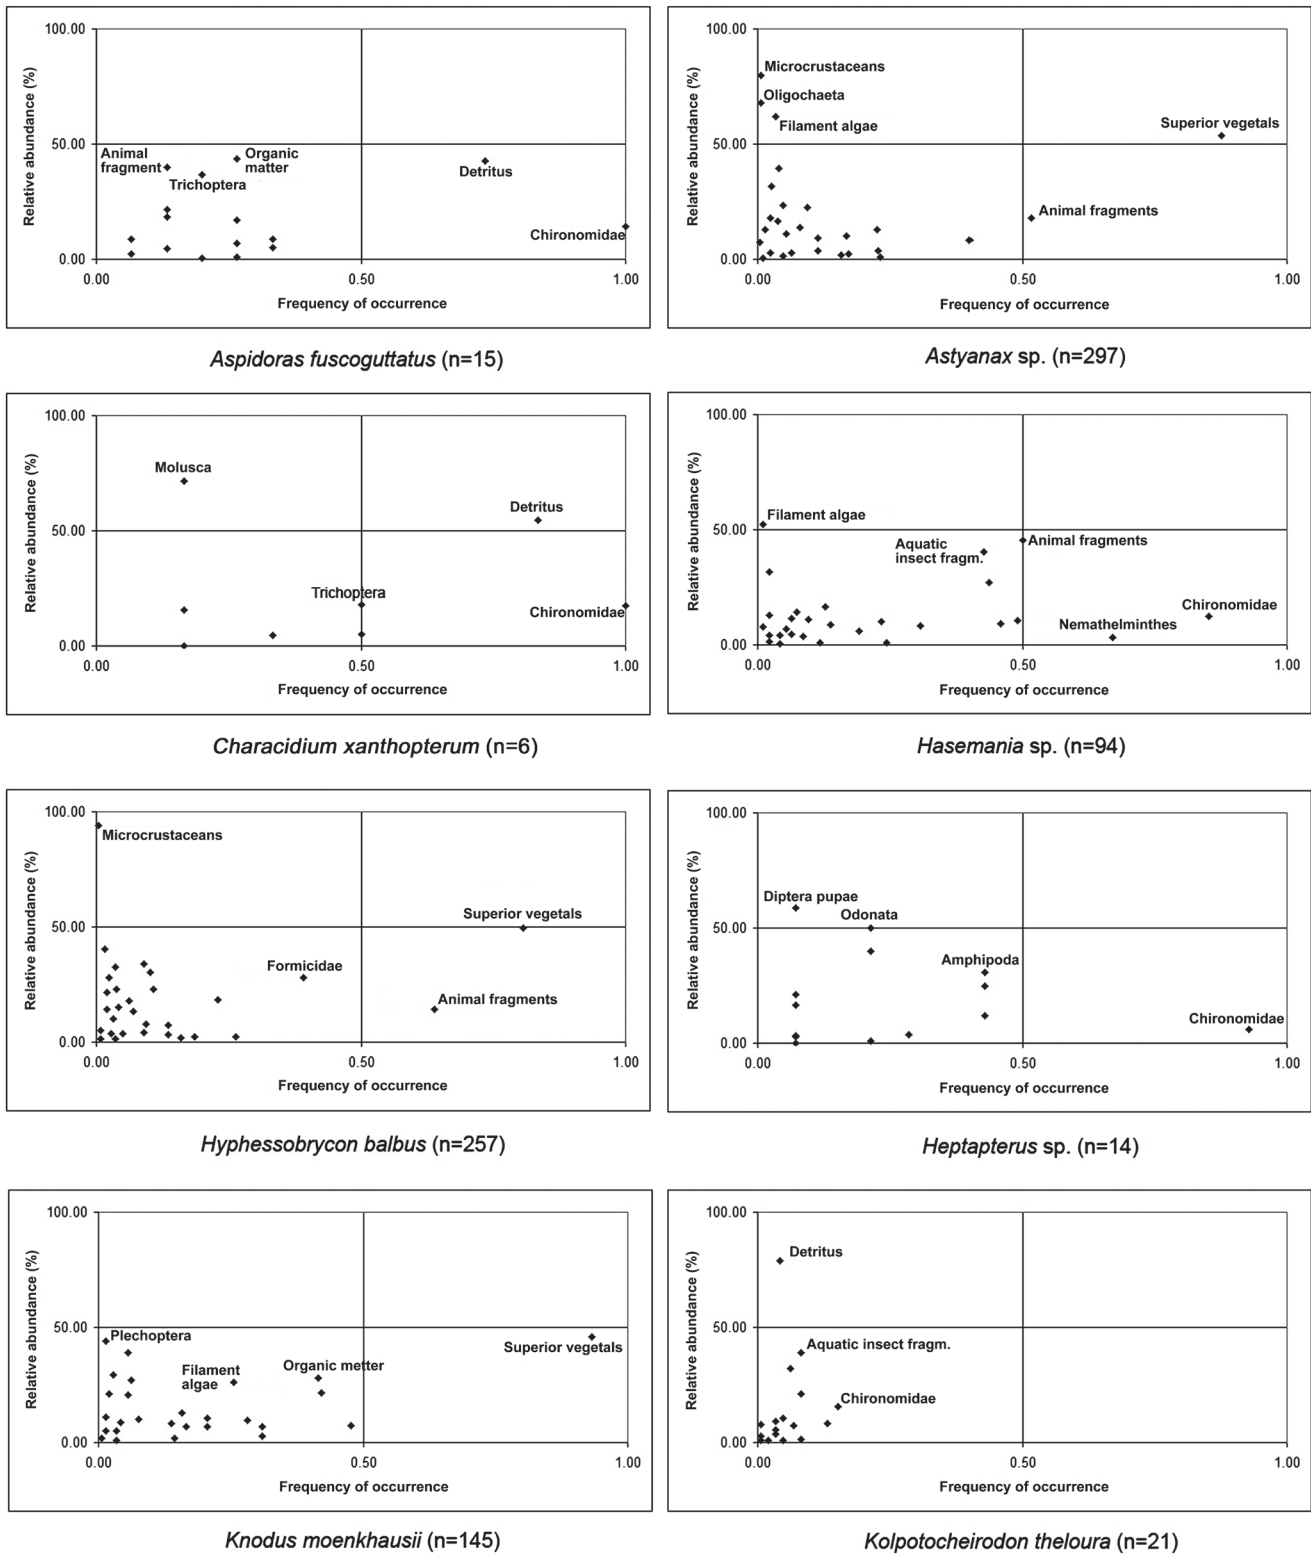 100.00
Relative abundance (%)
50.00
Animal
fragment
Organic
matter
Trichoptera
Detritus
Chironomidae
0.00
0.00 0.50 1.00
Frequency of occurrence
Aspidoras fuscoguttatus (n=15)
100.00
Relative abundance (%)
Microcrustaceans
Oligochaeta
Filament algae
Superior vegetals
50.00
Animal fragments
0.00
0.00 0.50 1.00
Frequency of occurrence
Astyanax sp. (n=297)
100.00
Relative abundance (%)
Molusca
Detritus
50.00
Trichoptera
Chironomidae
0.00
0.00 0.50 1.00
Frequency of occurrence
Characidium xanthopterum (n=6)
100.00
Relative abundance (%)
Filament algae
50.00
Aquatic
insect fragm.
Animal fragments
Chironomidae
Nemathelminthes
0.00
0.00 0.50 1.00
Frequency of occurrence
Hasemania sp. (n=94)
100.00
Relative abundance (%)
Microcrustaceans
Superior vegetals
50.00
Formicidae
Animal fragments
0.00
0.00 0.50 1.00
Frequency of occurrence
Hyphessobrycon balbus (n=257)
100.00
Relative abundance (%)
Diptera pupae
Odonata
50.00
Amphipoda
Chironomidae
0.00
0.00 0.50 1.00
Frequency of occurrence
Heptapterus sp. (n=14)
100.00
Relative abundance (%)
50.00
Plechoptera
Superior vegetals
Filament
algae
Organic metter
0.00
0.00 0.50 1.00
Frequency of occurrence
Knodus moenkhausii (n=145)
100.00
Relative abundance (%)
Detritus
50.00
Aquatic insect fragm.
Chironomidae
0.00
0.00 0.50 1.00
Frequency of occurrence
Kolpotocheirodon theloura (n=21)